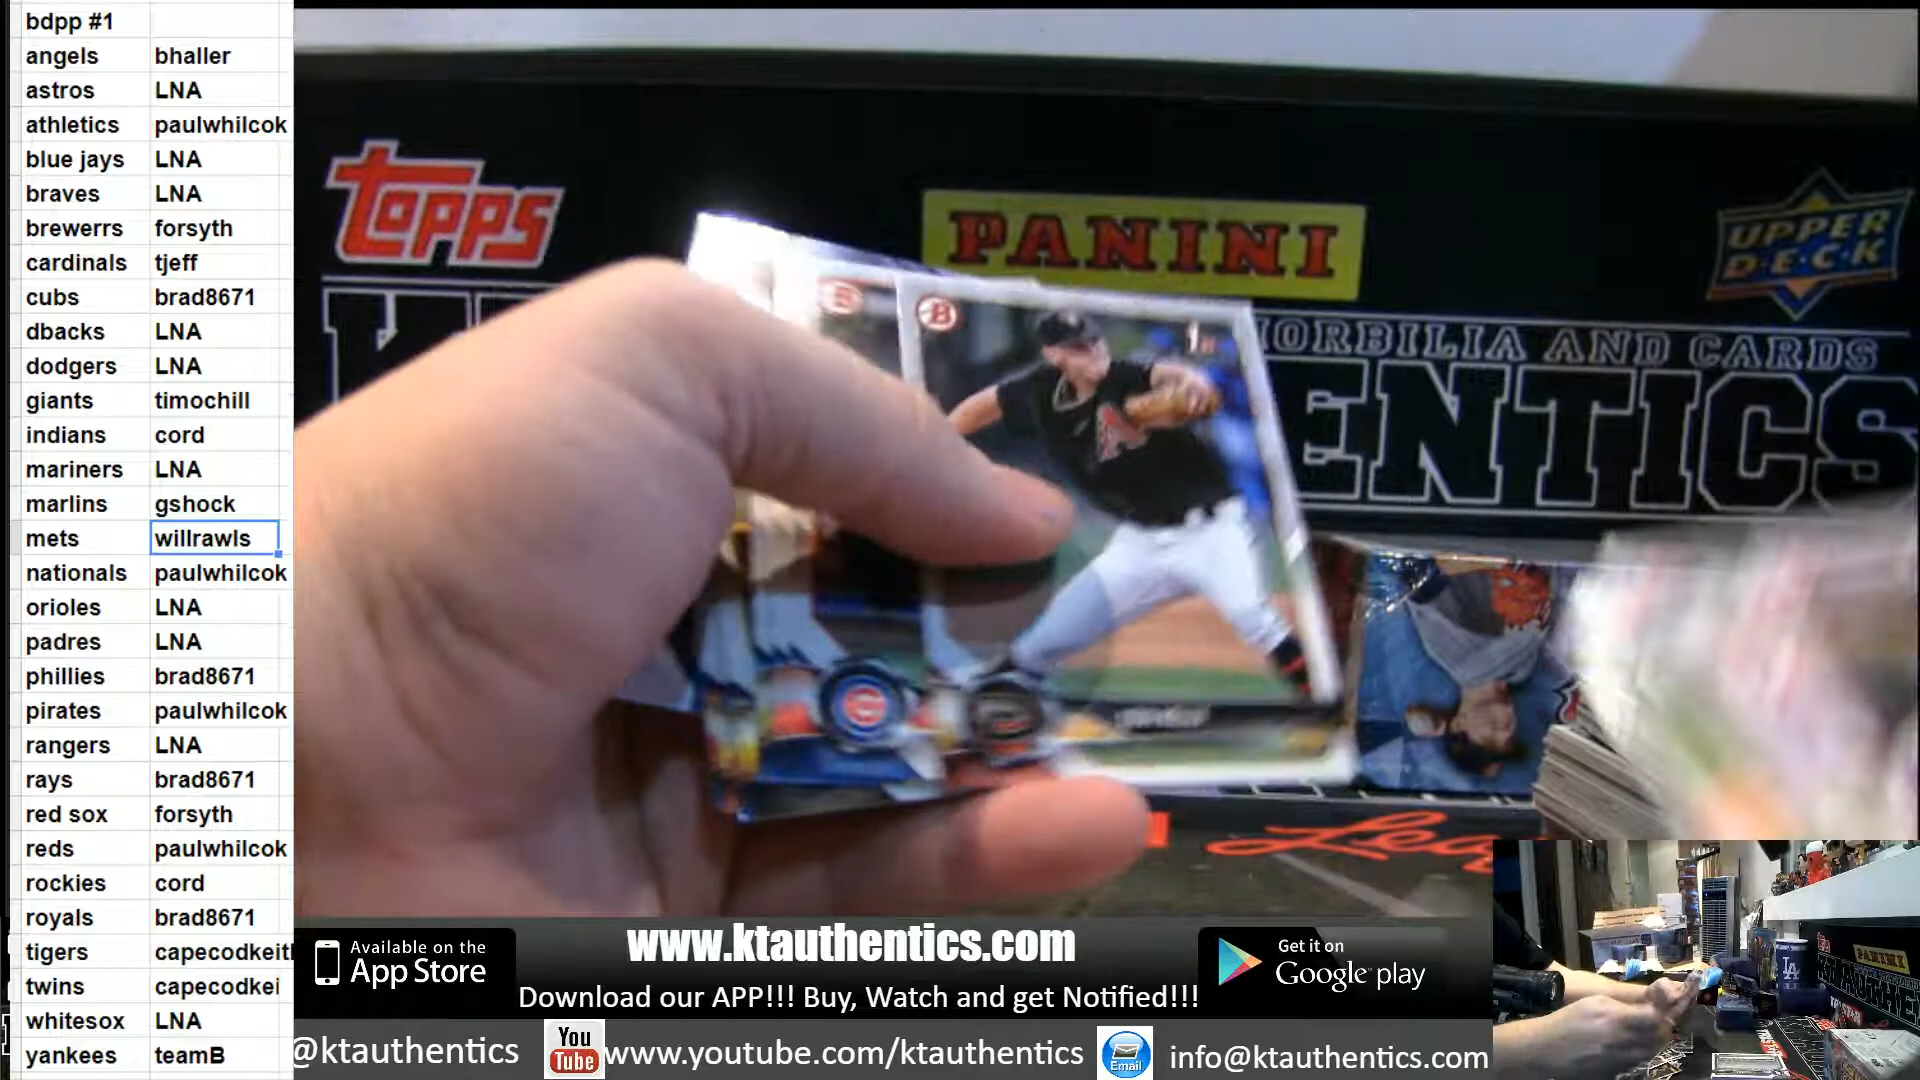 bdpp #1
angels bhaller
astros LNA
athletics paulwhilcok
blue jays LNA
braves LNA
brewerrs forsyth
cardinals tjeff
cubs brad8671
dbacks LNA
dodgers LNA
giants timochill
indians cord
mariners LNA
marlins gshock
mets willrawls
nationals paulwhilcok
orioles LNA
padres LNA
phillies brad8671
pirates paulwhilcok
rangers LNA
rays brad8671
red sox forsyth
reds paulwhilcok
rockies cord
royals brad8671
tigers capecodkeitl
twins capecodkei
whitesox LNA
yankees teamB
TOPPS
PANINI
UPPER DECK
MORBILIA AND CARDS
ENTICS
B
B
1st
A
C
LA
PANINI
Available on the
App Store
www.ktauthentics.com
Download our APP!!! Buy, Watch and get Notified!!!
Get it on
Google play
@ktauthentics
You
Tube
www.youtube.com/ktauthentics
Email
info@ktauthentics.com